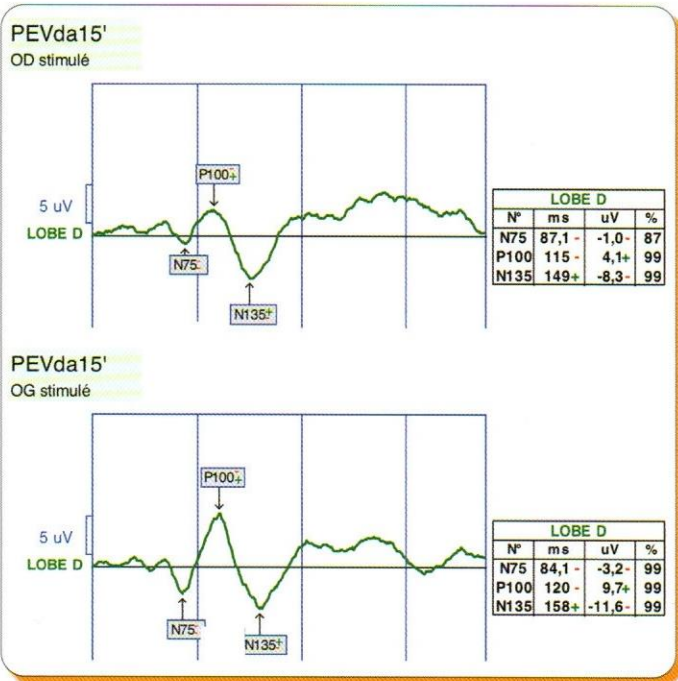 PEVda15'
OD stimulé
P100-+
5 uV
LOBE D
N75-
N135+
LOBE D
N° ms uV %
N75 87,1 - -1,0- 87
P100 115 - 4,1+ 99
N135 149+ -8,3- 99
PEVda15'
OG stimulé
P100-+
5 uV
LOBE D
N75-
N135+
LOBE D
N° ms uV %
N75 84,1 - -3,2- 99
P100 120 - 9,7+ 99
N135 158+ -11,6- 99